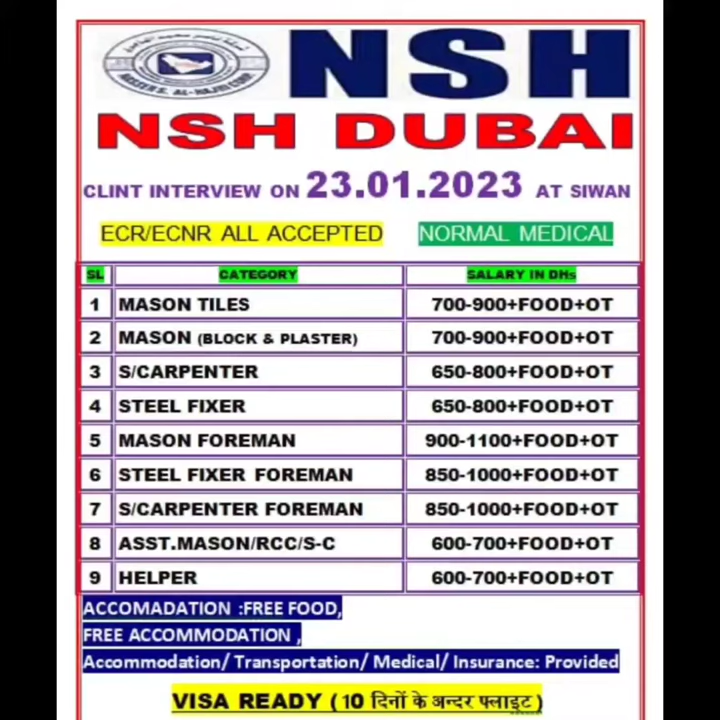 NASSER S. AL-HAJRI CORP.
NSH
NSH DUBAI
CLINT INTERVIEW ON 23.01.2023 AT SIWAN
ECR/ECNR ALL ACCEPTED NORMAL MEDICAL
SL CATEGORY SALARY IN DHs
1 MASON TILES 700-900+FOOD+OT
2 MASON (BLOCK & PLASTER) 700-900+FOOD+OT
3 S/CARPENTER 650-800+FOOD+OT
4 STEEL FIXER 650-800+FOOD+OT
5 MASON FOREMAN 900-1100+FOOD+OT
6 STEEL FIXER FOREMAN 850-1000+FOOD+OT
7 S/CARPENTER FOREMAN 850-1000+FOOD+OT
8 ASST.MASON/RCC/S-C 600-700+FOOD+OT
9 HELPER 600-700+FOOD+OT
ACCOMADATION :FREE FOOD,
FREE ACCOMMODATION ,
Accommodation/ Transportation/ Medical/ Insurance: Provided
VISA READY ( 10 दिनों के अन्दर फ्लाइट )